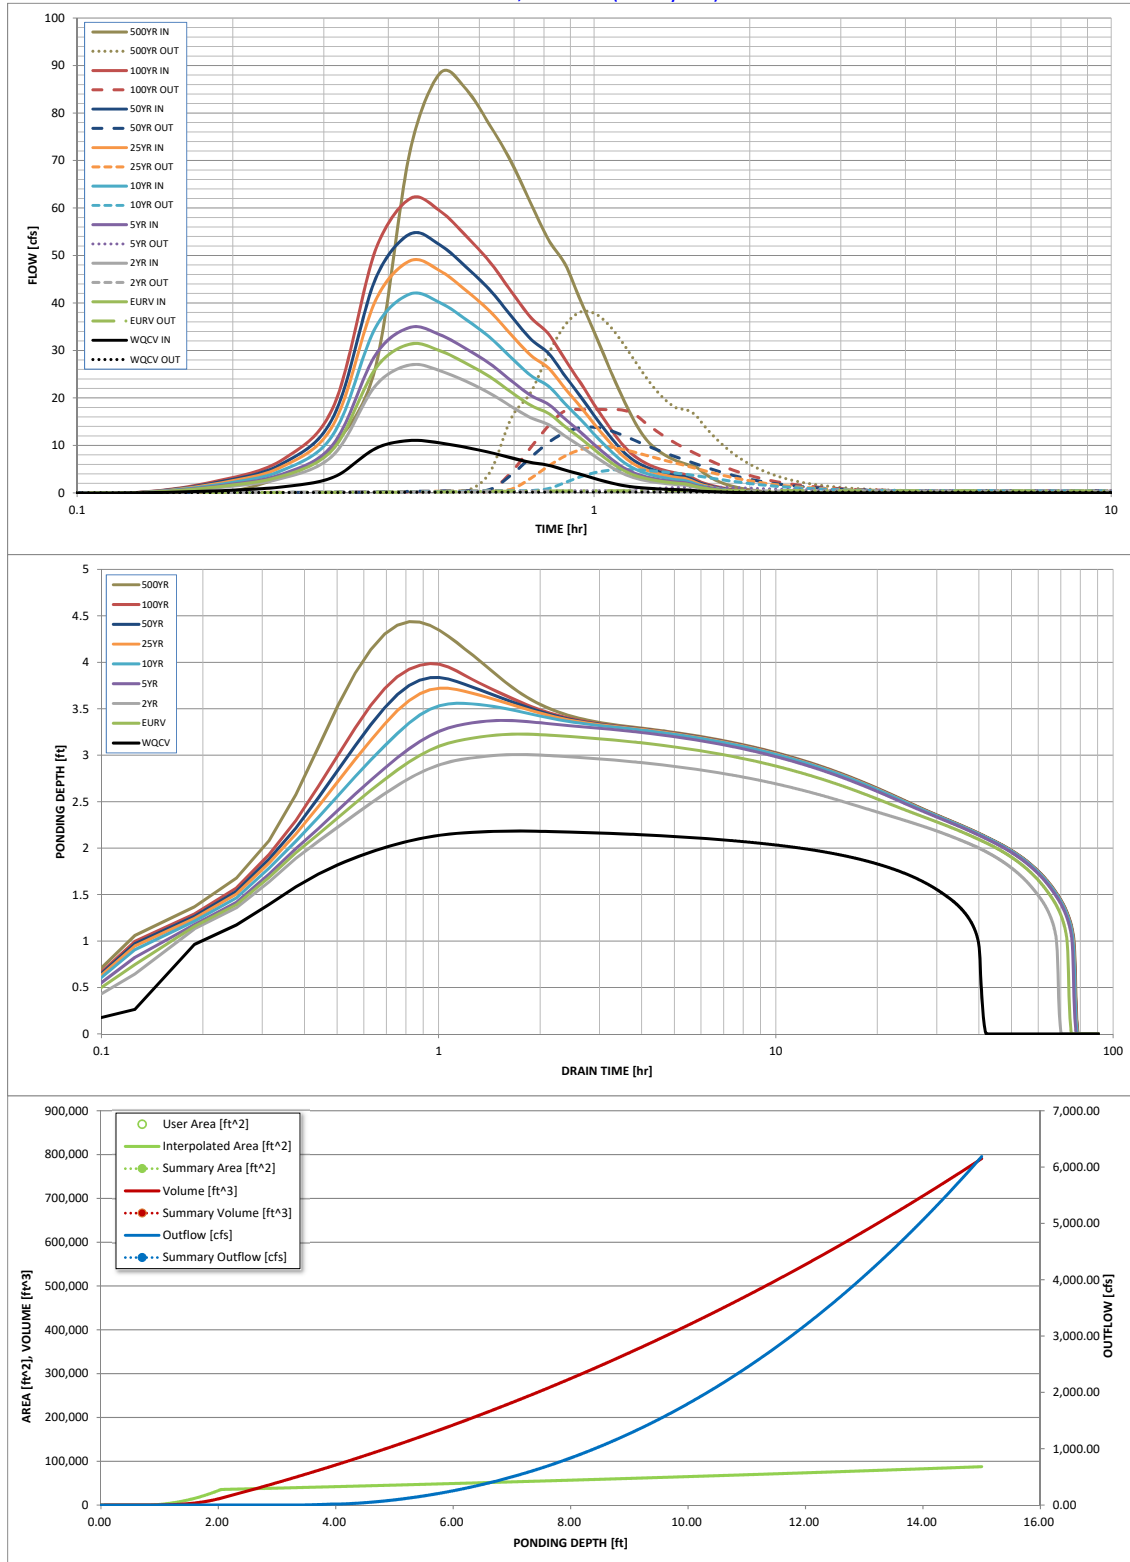 100
90
80
70
60
50
40
30
20
10
0
FLOW [cfs]
500YR IN
500YR OUT
100YR IN
100YR OUT
50YR IN
50YR OUT
25YR IN
25YR OUT
10YR IN
10YR OUT
5YR IN
5YR OUT
2YR IN
2YR OUT
EURV IN
EURV OUT
WQCV IN
WQCV OUT
0.1
1
10
TIME [hr]
5
4.5
4
3.5
3
2.5
2
1.5
1
0.5
0
PONDING DEPTH [ft]
500YR
100YR
50YR
25YR
10YR
5YR
2YR
EURV
WQCV
0.1
1
10
100
DRAIN TIME [hr]
900,000
800,000
700,000
600,000
500,000
400,000
300,000
200,000
100,000
0
AREA [ft^2], VOLUME [ft^3]
User Area [ft^2]
Interpolated Area [ft^2]
Summary Area [ft^2]
Volume [ft^3]
Summary Volume [ft^3]
Outflow [cfs]
Summary Outflow [cfs]
7,000.00
6,000.00
5,000.00
4,000.00
3,000.00
2,000.00
1,000.00
0.00
OUTFLOW [cfs]
0.00
2.00
4.00
6.00
8.00
10.00
12.00
14.00
16.00
PONDING DEPTH [ft]